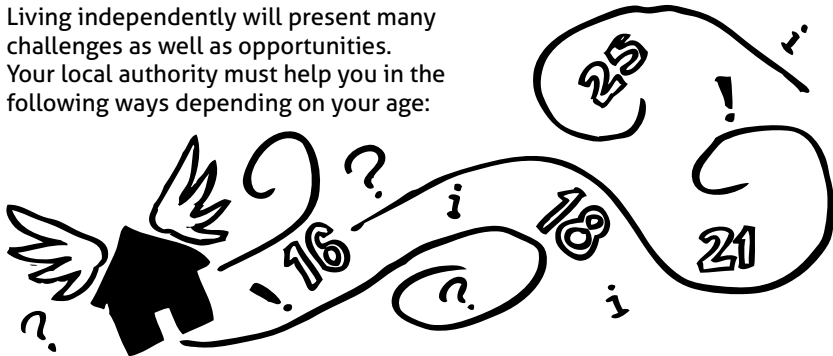 Living independently will present many
challenges as well as opportunities.
Your local authority must help you in the
following ways depending on your age:
25
i
!
?
i
16
18
21
!
?
i
?